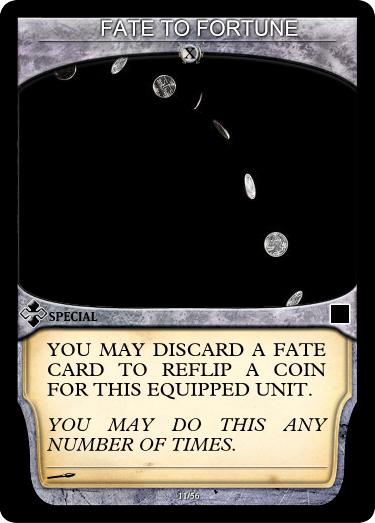 FATE TO FORTUNE
X
SPECIAL
YOU MAY DISCARD A FATE
CARD TO REFLIP A COIN
FOR THIS EQUIPPED UNIT.
YOU MAY DO THIS ANY
NUMBER OF TIMES.
11/56